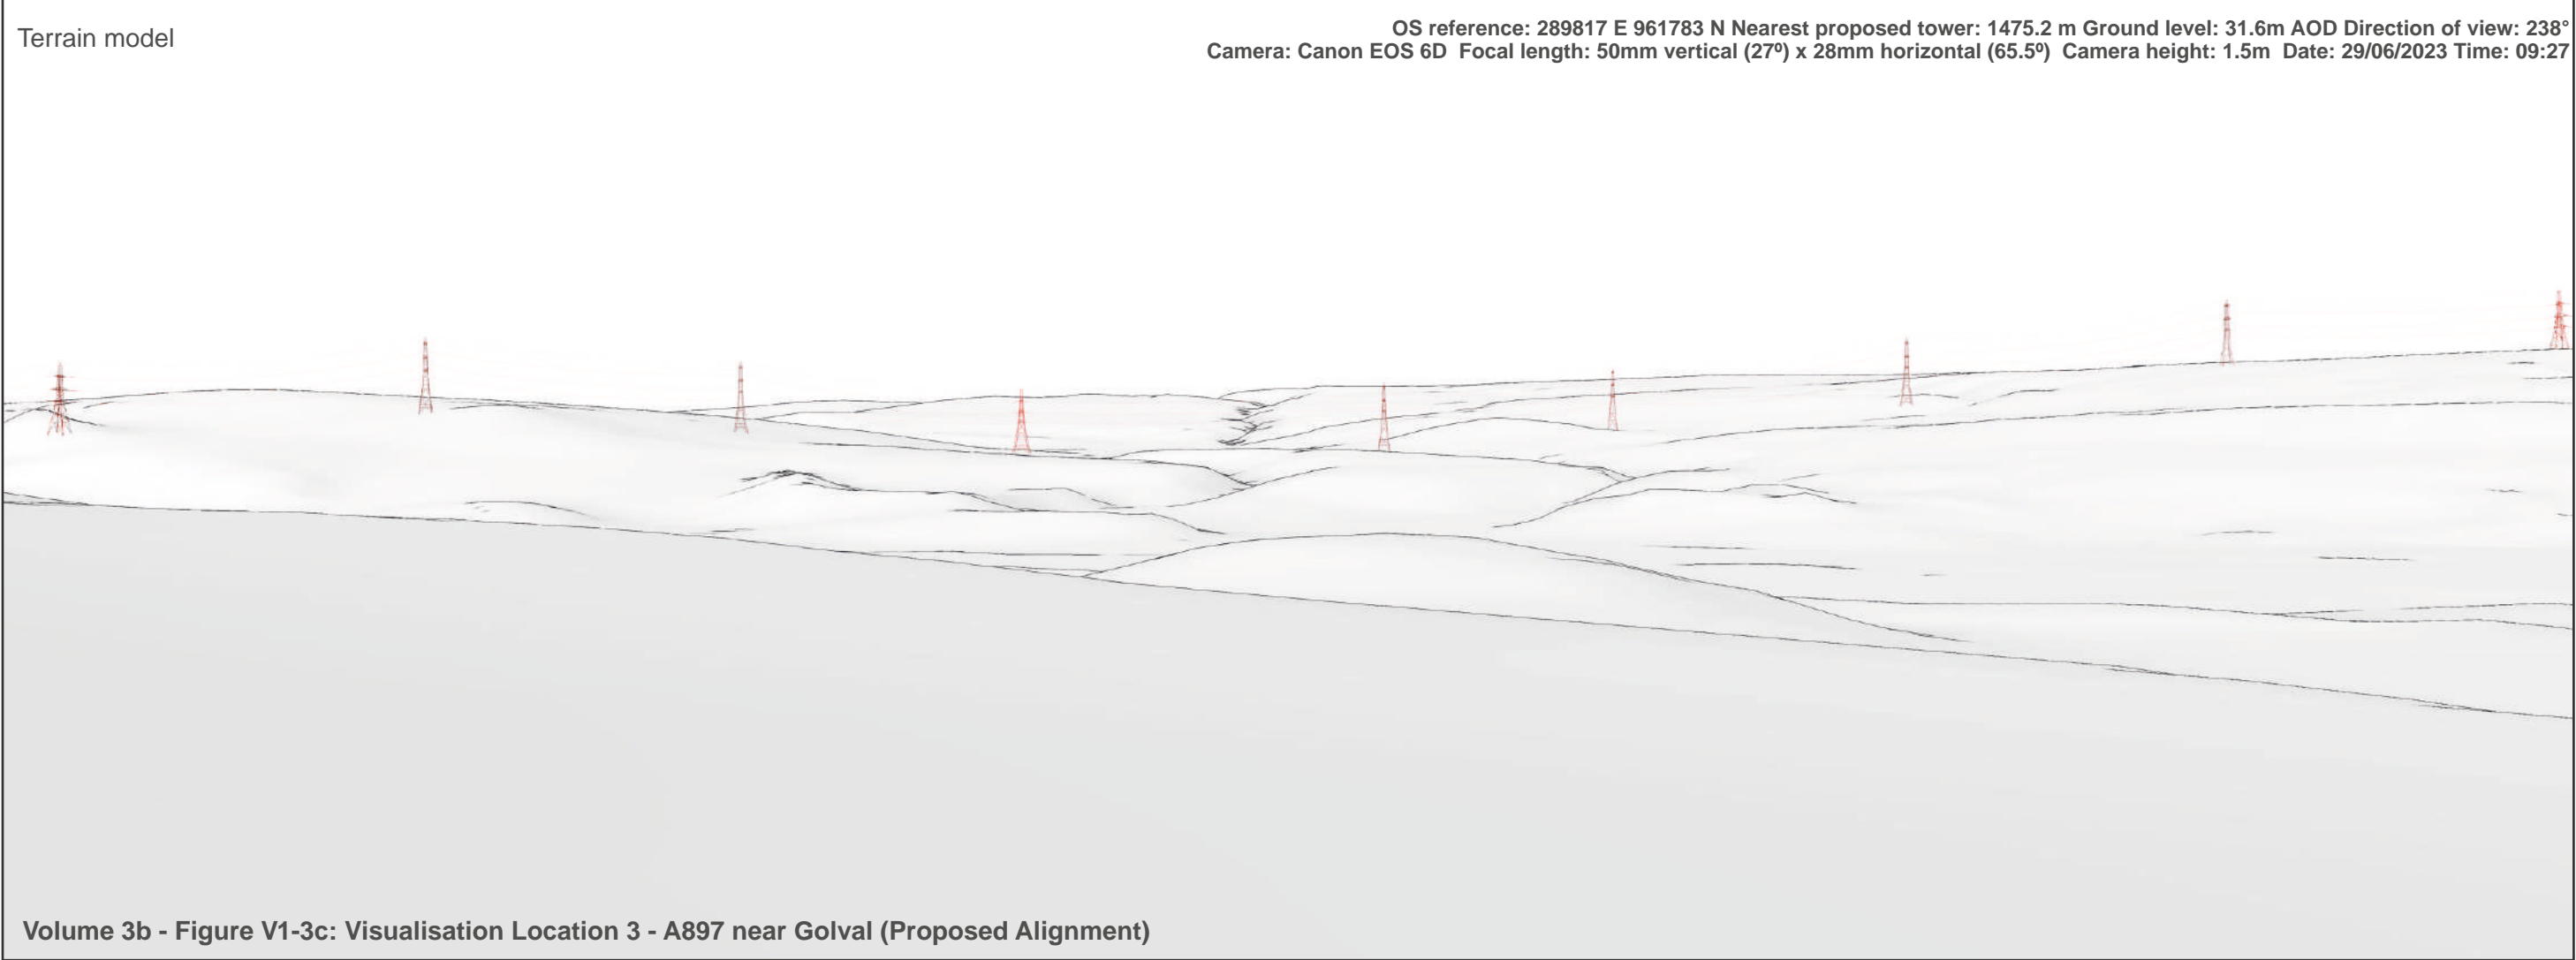 Terrain model
OS reference: 289817 E 961783 N Nearest proposed tower: 1475.2 m Ground level: 31.6m AOD Direction of view: 238°
Camera: Canon EOS 6D  Focal length: 50mm vertical (27º) x 28mm horizontal (65.5º)  Camera height: 1.5m  Date: 29/06/2023 Time: 09:27
Volume 3b - Figure V1-3c: Visualisation Location 3 - A897 near Golval (Proposed Alignment)